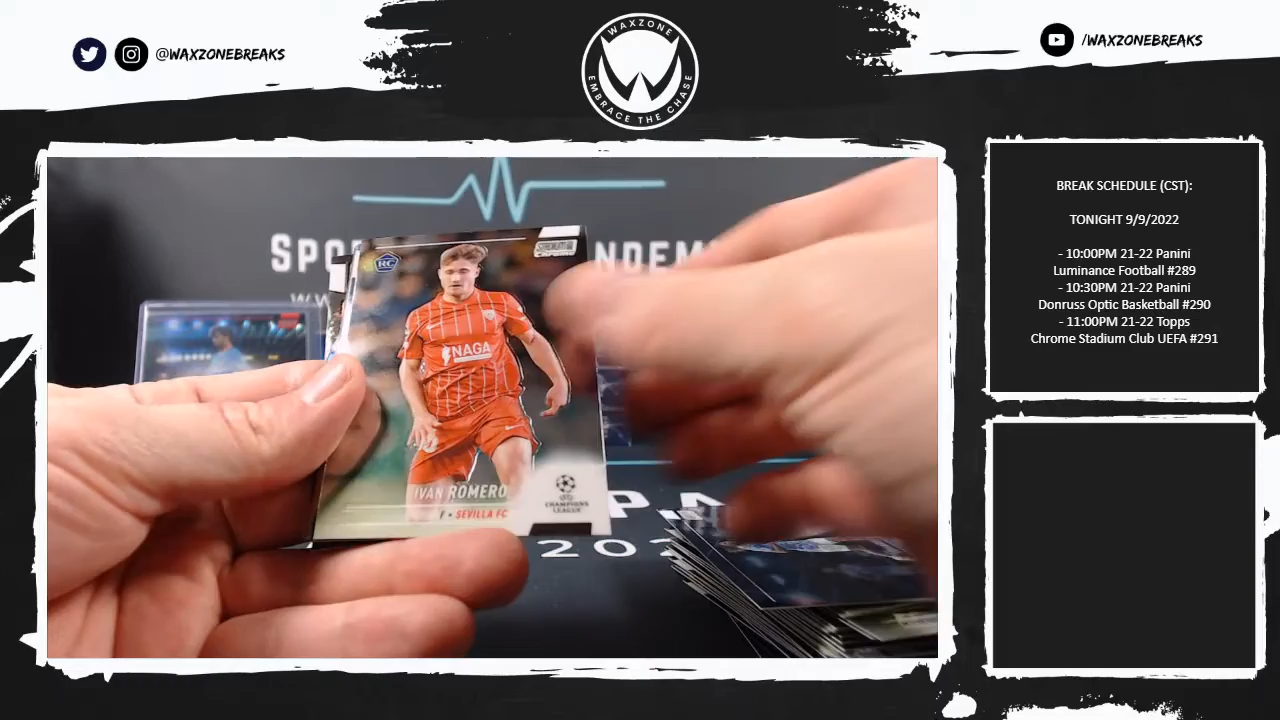 @WAXZONEBREAKS
WAXZONE
EMBRACE THE CHASE
/WAXZONEBREAKS
BREAK SCHEDULE (CST):
TONIGHT 9/9/2022
- 10:00PM 21-22 Panini
Luminance Football #289
- 10:30PM 21-22 Panini
Donruss Optic Basketball #290
- 11:00PM 21-22 Topps
Chrome Stadium Club UEFA #291
RC
STADIUM
CHROME
NAGA
IVAN ROMERO
F • SEVILLA FC
CHAMPIONS
LEAGUE